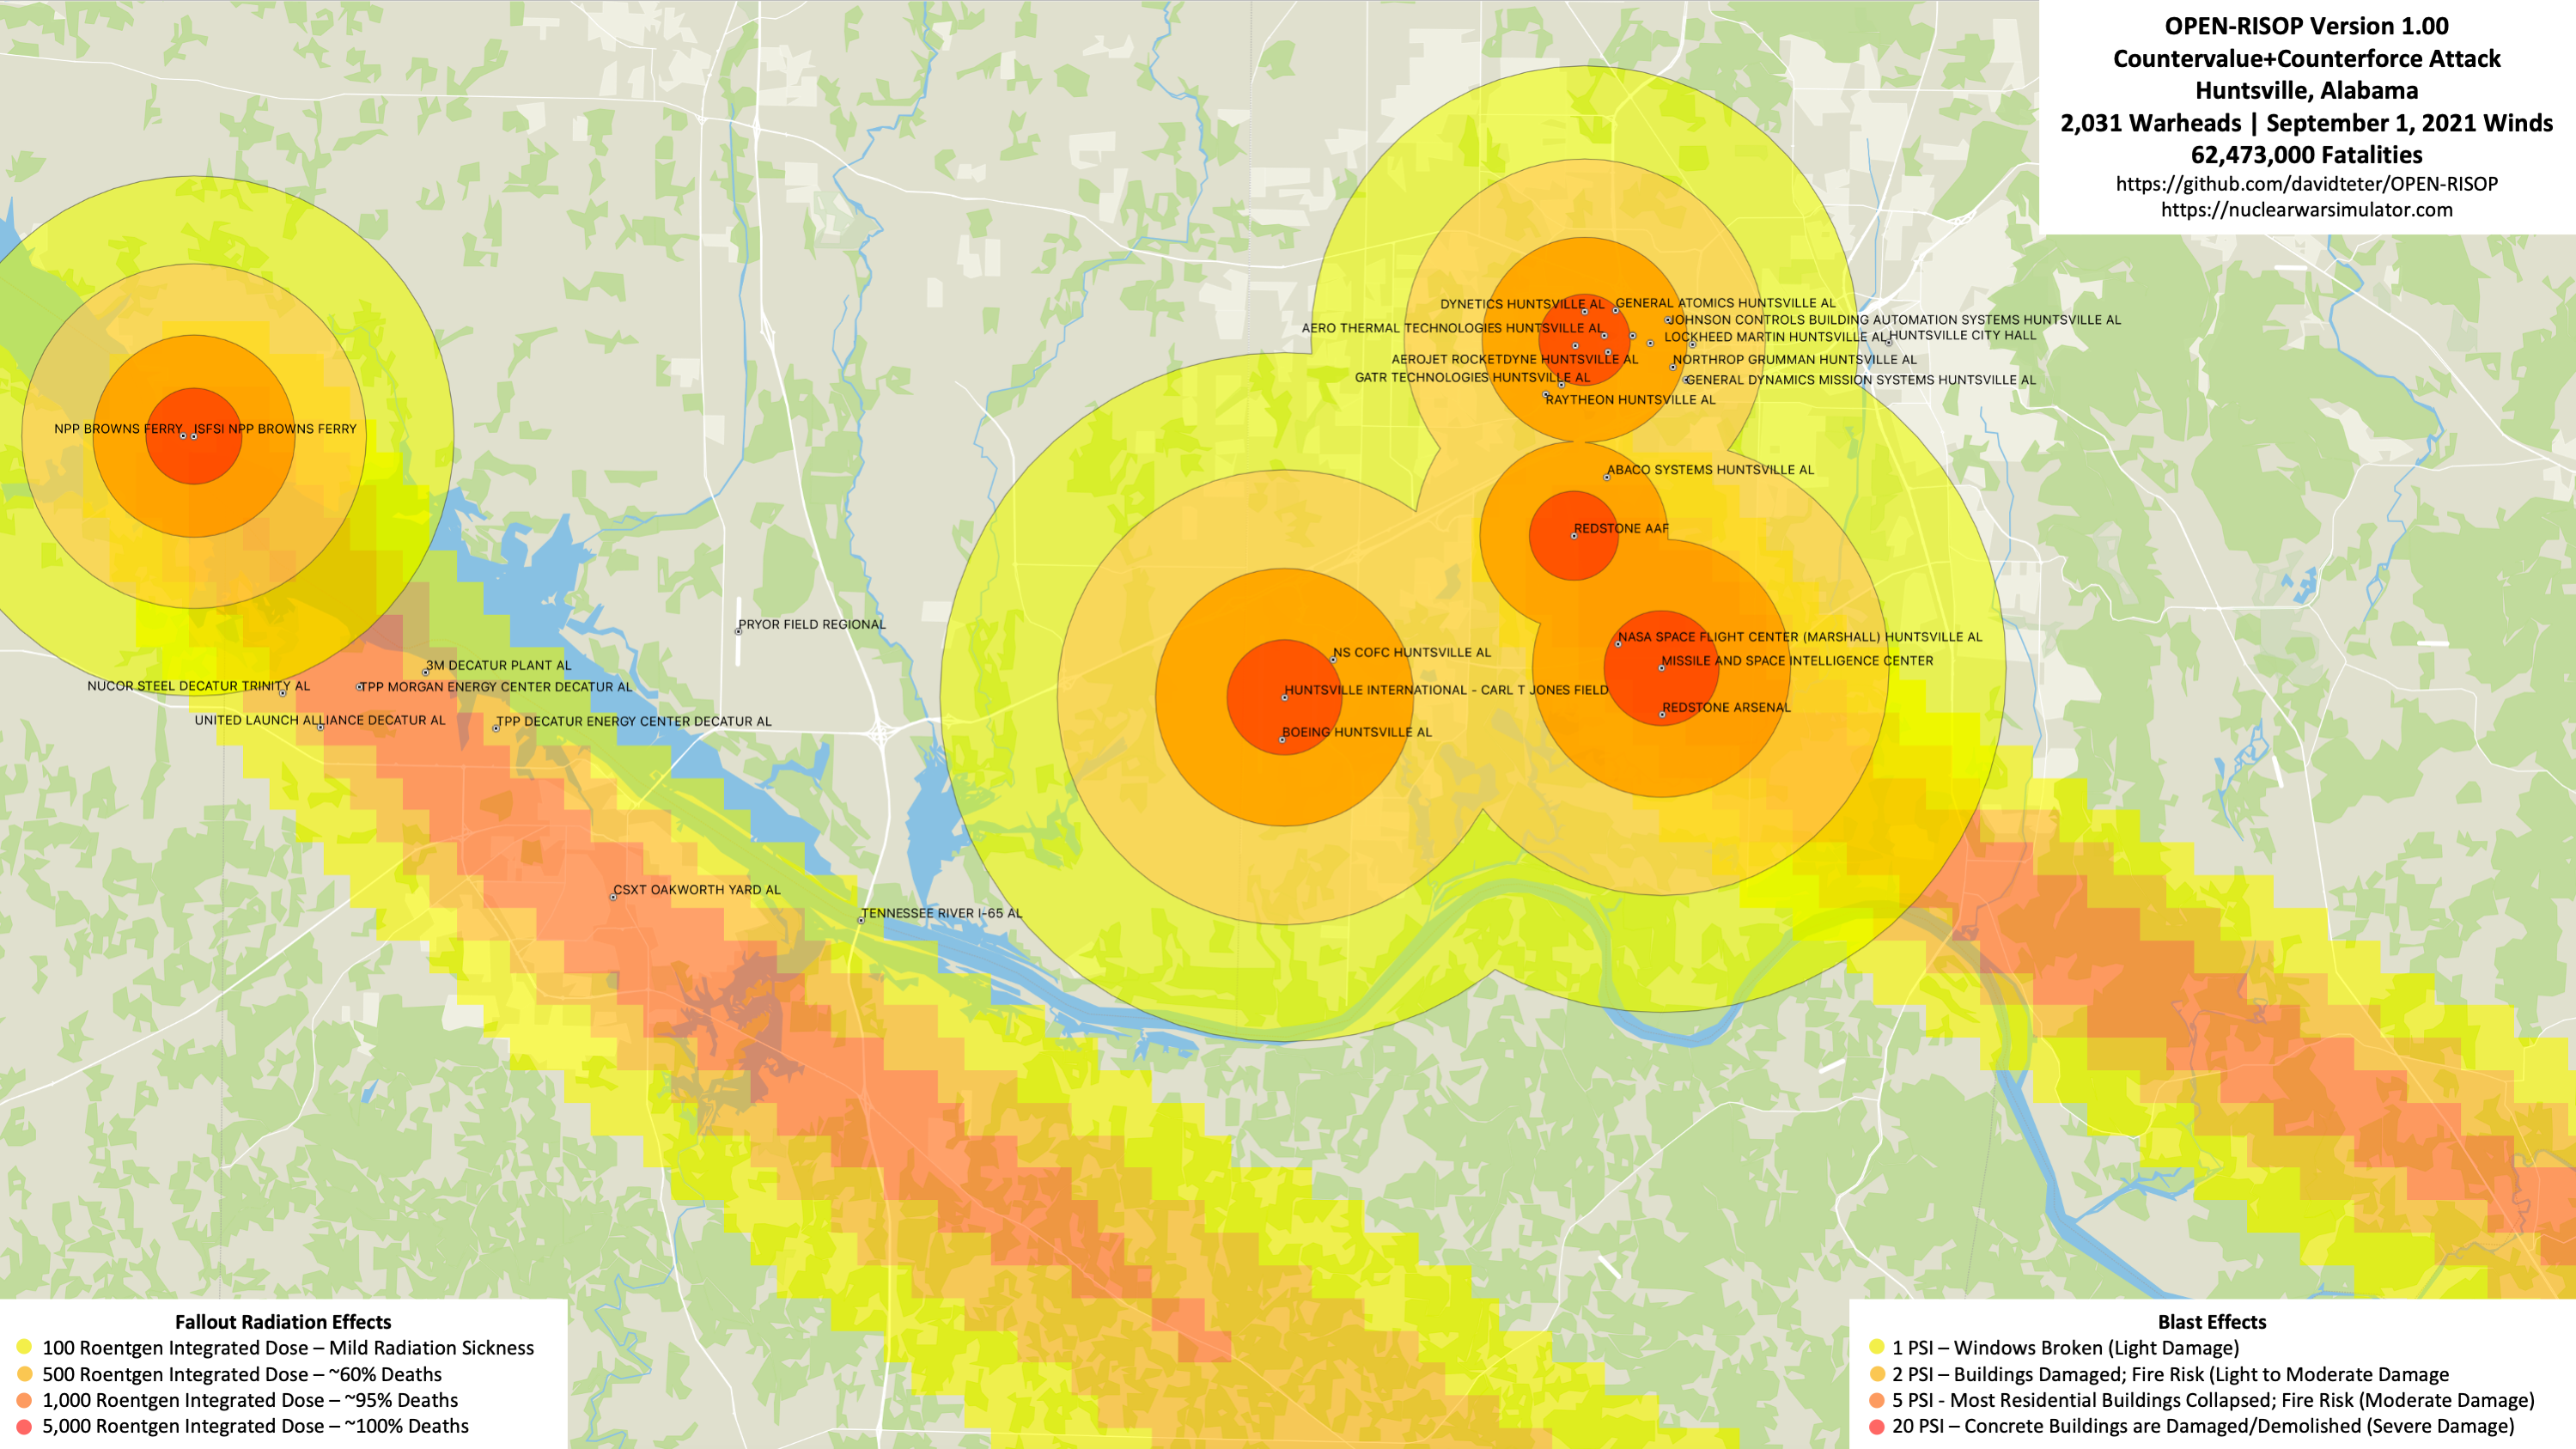 OPEN-RISOP Version 1.00
Countervalue+Counterforce Attack
Huntsville, Alabama
2,031 Warheads | September 1, 2021 Winds
62,473,000 Fatalities
https://github.com/davidteter/OPEN-RISOP
https://nuclearwarsimulator.com
DYNETICS HUNTSVILLE AL
GENERAL ATOMICS HUNTSVILLE AL
JOHNSON CONTROLS BUILDING AUTOMATION SYSTEMS HUNTSVILLE AL
AERO THERMAL TECHNOLOGIES HUNTSVILLE AL
LOCKHEED MARTIN HUNTSVILLE AL
HUNTSVILLE CITY HALL
AEROJET ROCKETDYNE HUNTSVILLE AL
NORTHROP GRUMMAN HUNTSVILLE AL
GATR TECHNOLOGIES HUNTSVILLE AL
GENERAL DYNAMICS MISSION SYSTEMS HUNTSVILLE AL
RAYTHEON HUNTSVILLE AL
NPP BROWNS FERRY
ISFSI NPP BROWNS FERRY
ABACO SYSTEMS HUNTSVILLE AL
REDSTONE AAF
PRYOR FIELD REGIONAL
NASA SPACE FLIGHT CENTER (MARSHALL) HUNTSVILLE AL
NS COFC HUNTSVILLE AL
MISSILE AND SPACE INTELLIGENCE CENTER
3M DECATUR PLANT AL
NUCOR STEEL DECATUR TRINITY AL
TPP MORGAN ENERGY CENTER DECATUR AL
HUNTSVILLE INTERNATIONAL - CARL T JONES FIELD
REDSTONE ARSENAL
UNITED LAUNCH ALLIANCE DECATUR AL
TPP DECATUR ENERGY CENTER DECATUR AL
BOEING HUNTSVILLE AL
CSXT OAKWORTH YARD AL
TENNESSEE RIVER I-65 AL
Fallout Radiation Effects
100 Roentgen Integrated Dose – Mild Radiation Sickness
500 Roentgen Integrated Dose – ~60% Deaths
1,000 Roentgen Integrated Dose – ~95% Deaths
5,000 Roentgen Integrated Dose – ~100% Deaths
Blast Effects
1 PSI – Windows Broken (Light Damage)
2 PSI – Buildings Damaged; Fire Risk (Light to Moderate Damage
5 PSI - Most Residential Buildings Collapsed; Fire Risk (Moderate Damage)
20 PSI – Concrete Buildings are Damaged/Demolished (Severe Damage)